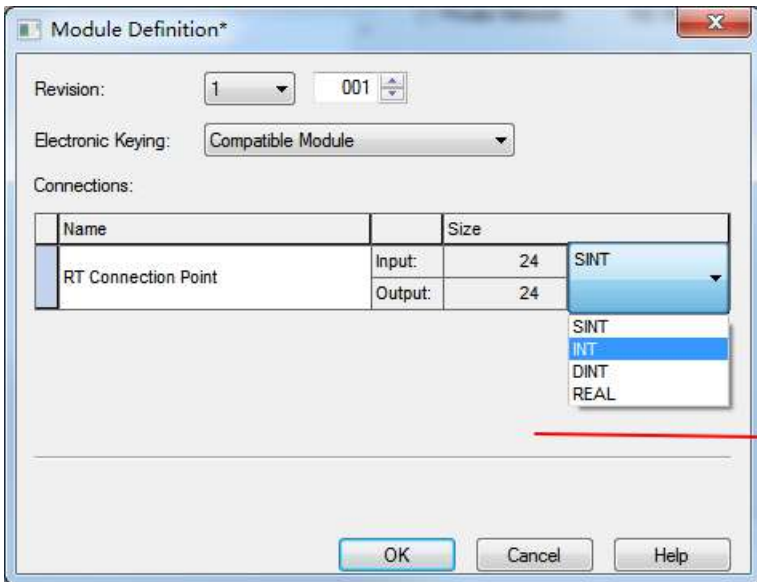 Module Definition*
Revision: 1 001
Electronic Keying: Compatible Module
Connections:
Name Size
RT Connection Point Input: 24 SINT
Output: 24
SINT
INT
DINT
REAL
OK Cancel Help